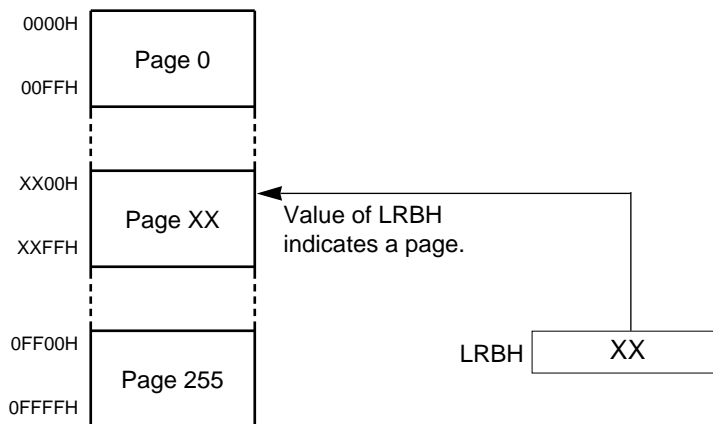 0000H
Page 0
00FFH
XX00H
Page XX
Value of LRBH
indicates a page.
XXFFH
0FF00H
LRBH
XX
Page 255
0FFFFH